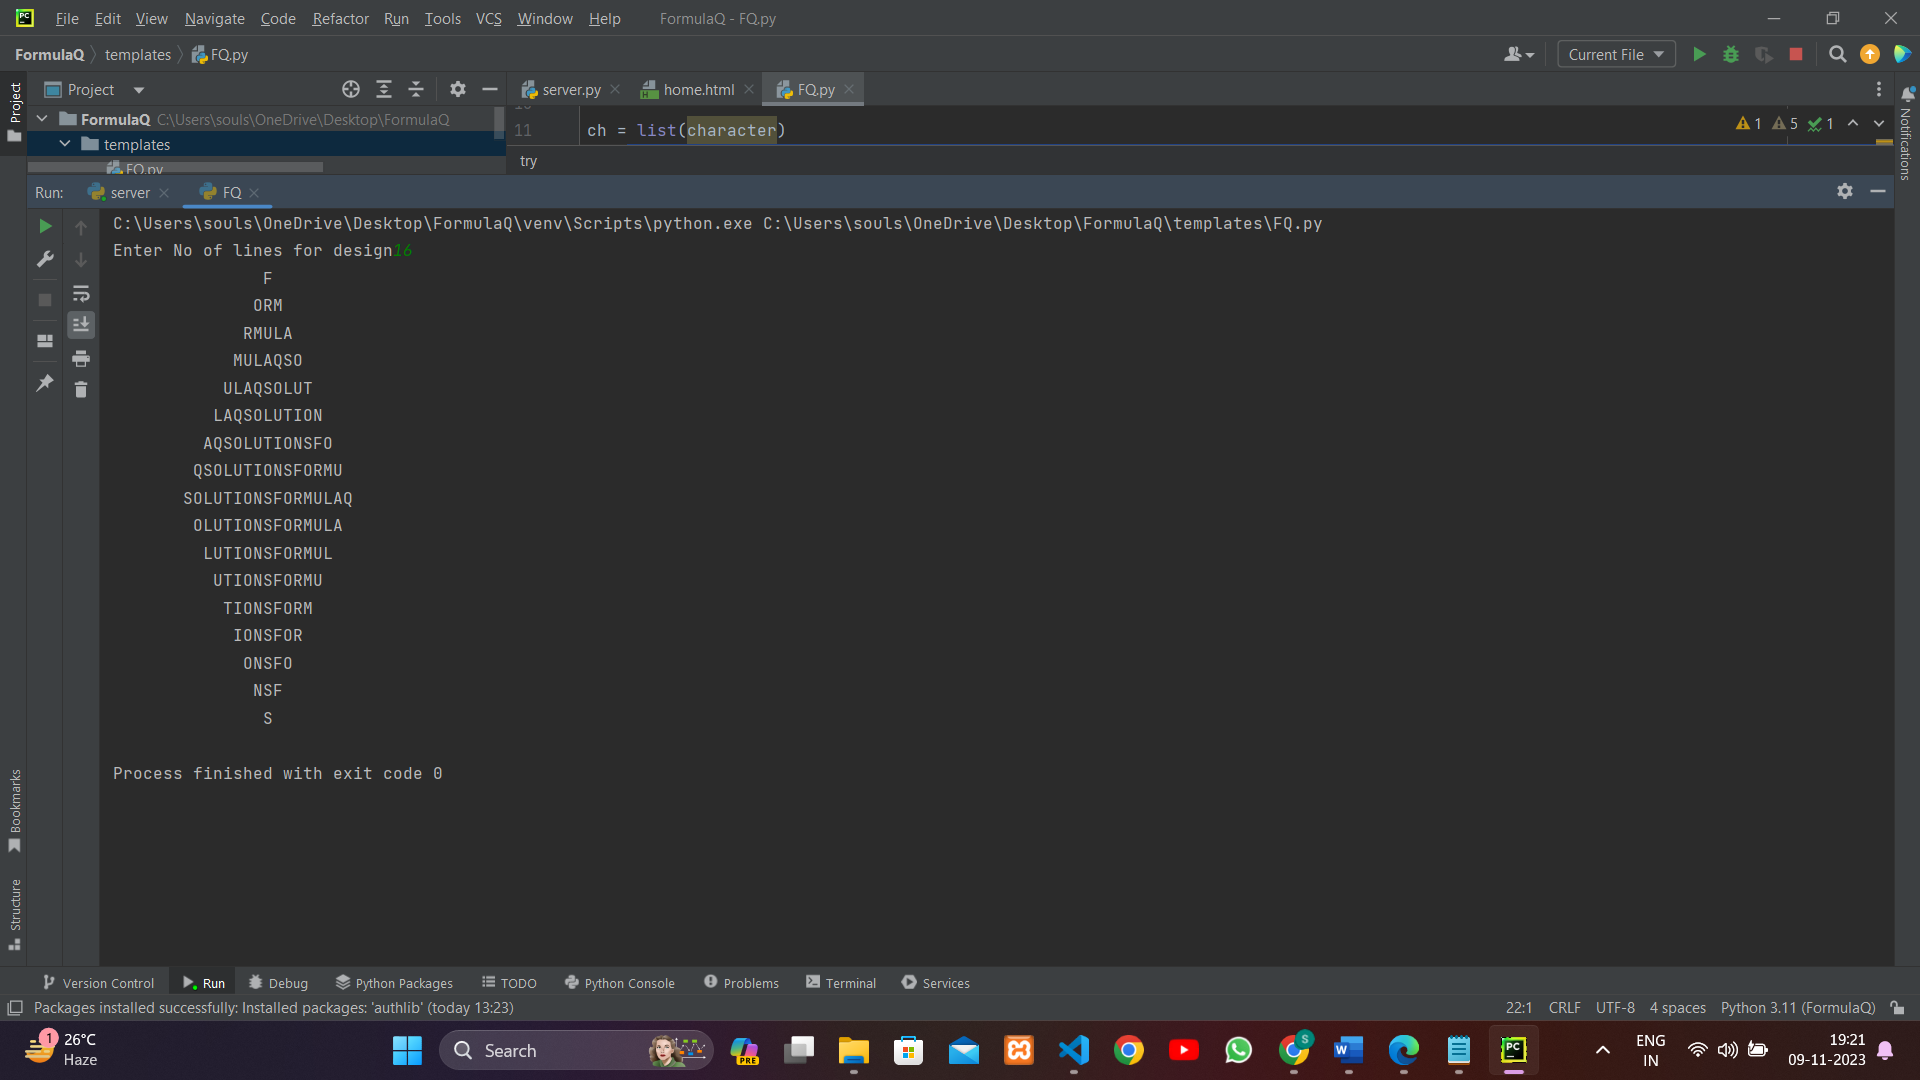 File Edit View Navigate Code Refactor Run Tools VCS Window Help FormulaQ - FQ.py
FormulaQ templates FQ.py
Current File
Project
Project
server.py home.html FQ.py
FormulaQ C:\Users\souls\OneDrive\Desktop\FormulaQ
11 ch = list(character)
1 5 1
templates
FQ.py
try
Notifications
Run: server FQ
C:\Users\souls\OneDrive\Desktop\FormulaQ\venv\Scripts\python.exe C:\Users\souls\OneDrive\Desktop\FormulaQ\templates\FQ.py
Enter No of lines for design16
F
ORM
RMULA
MULAQSO
ULAQSOLUT
LAQSOLUTION
AQSOLUTIONSFO
QSOLUTIONSFORMU
SOLUTIONSFORMULAQ
OLUTIONSFORMULA
LUTIONSFORMUL
UTIONSFORMU
TIONSFORM
IONSFOR
ONSFO
NSF
S
Process finished with exit code 0
Bookmarks
Structure
Version Control Run Debug Python Packages TODO Python Console Problems Terminal Services
Packages installed successfully: Installed packages: 'authlib' (today 13:23)
22:1 CRLF UTF-8 4 spaces Python 3.11 (FormulaQ)
1
26°C
Haze
Search
PRE
S
PC
ENG
IN
19:21
09-11-2023